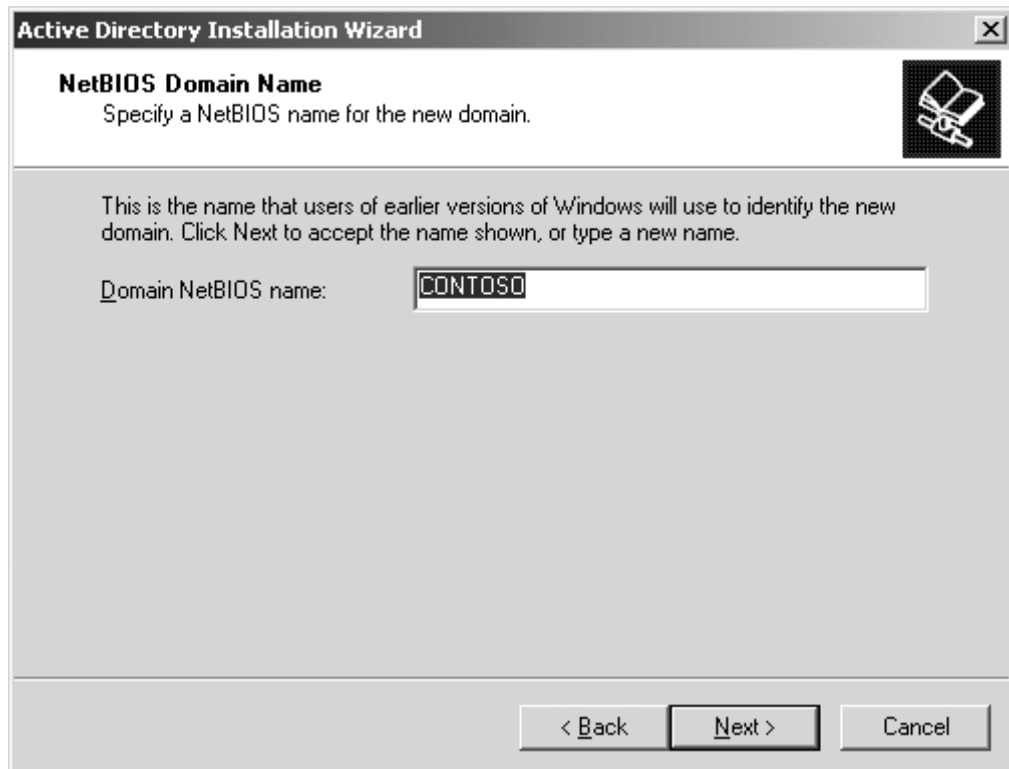 Active Directory Installation Wizard
NetBIOS Domain Name
Specify a NetBIOS name for the new domain.
This is the name that users of earlier versions of Windows will use to identify the new
domain. Click Next to accept the name shown, or type a new name.
Domain NetBIOS name: CONTOSO
< Back Next > Cancel